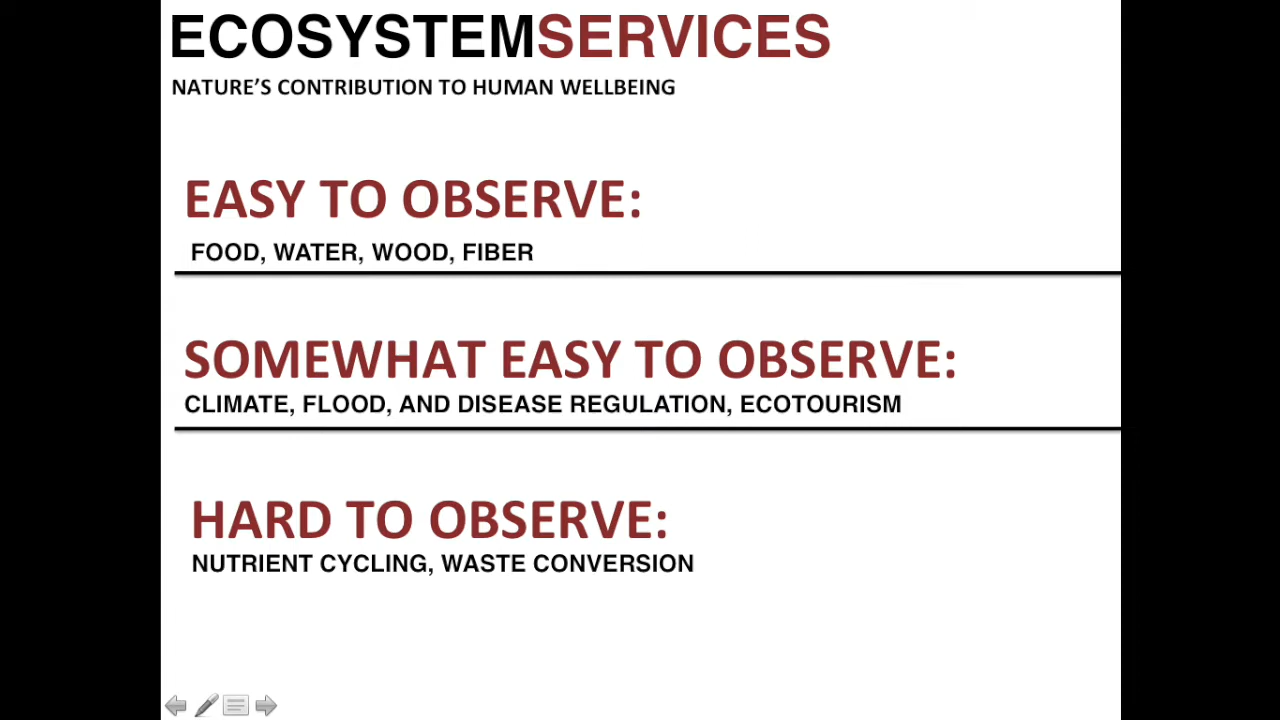 ECOSYSTEMSERVICES
NATURE'S CONTRIBUTION TO HUMAN WELLBEING
EASY TO OBSERVE:
FOOD, WATER, WOOD, FIBER
SOMEWHAT EASY TO OBSERVE:
CLIMATE, FLOOD, AND DISEASE REGULATION, ECOTOURISM
HARD TO OBSERVE:
NUTRIENT CYCLING, WASTE CONVERSION